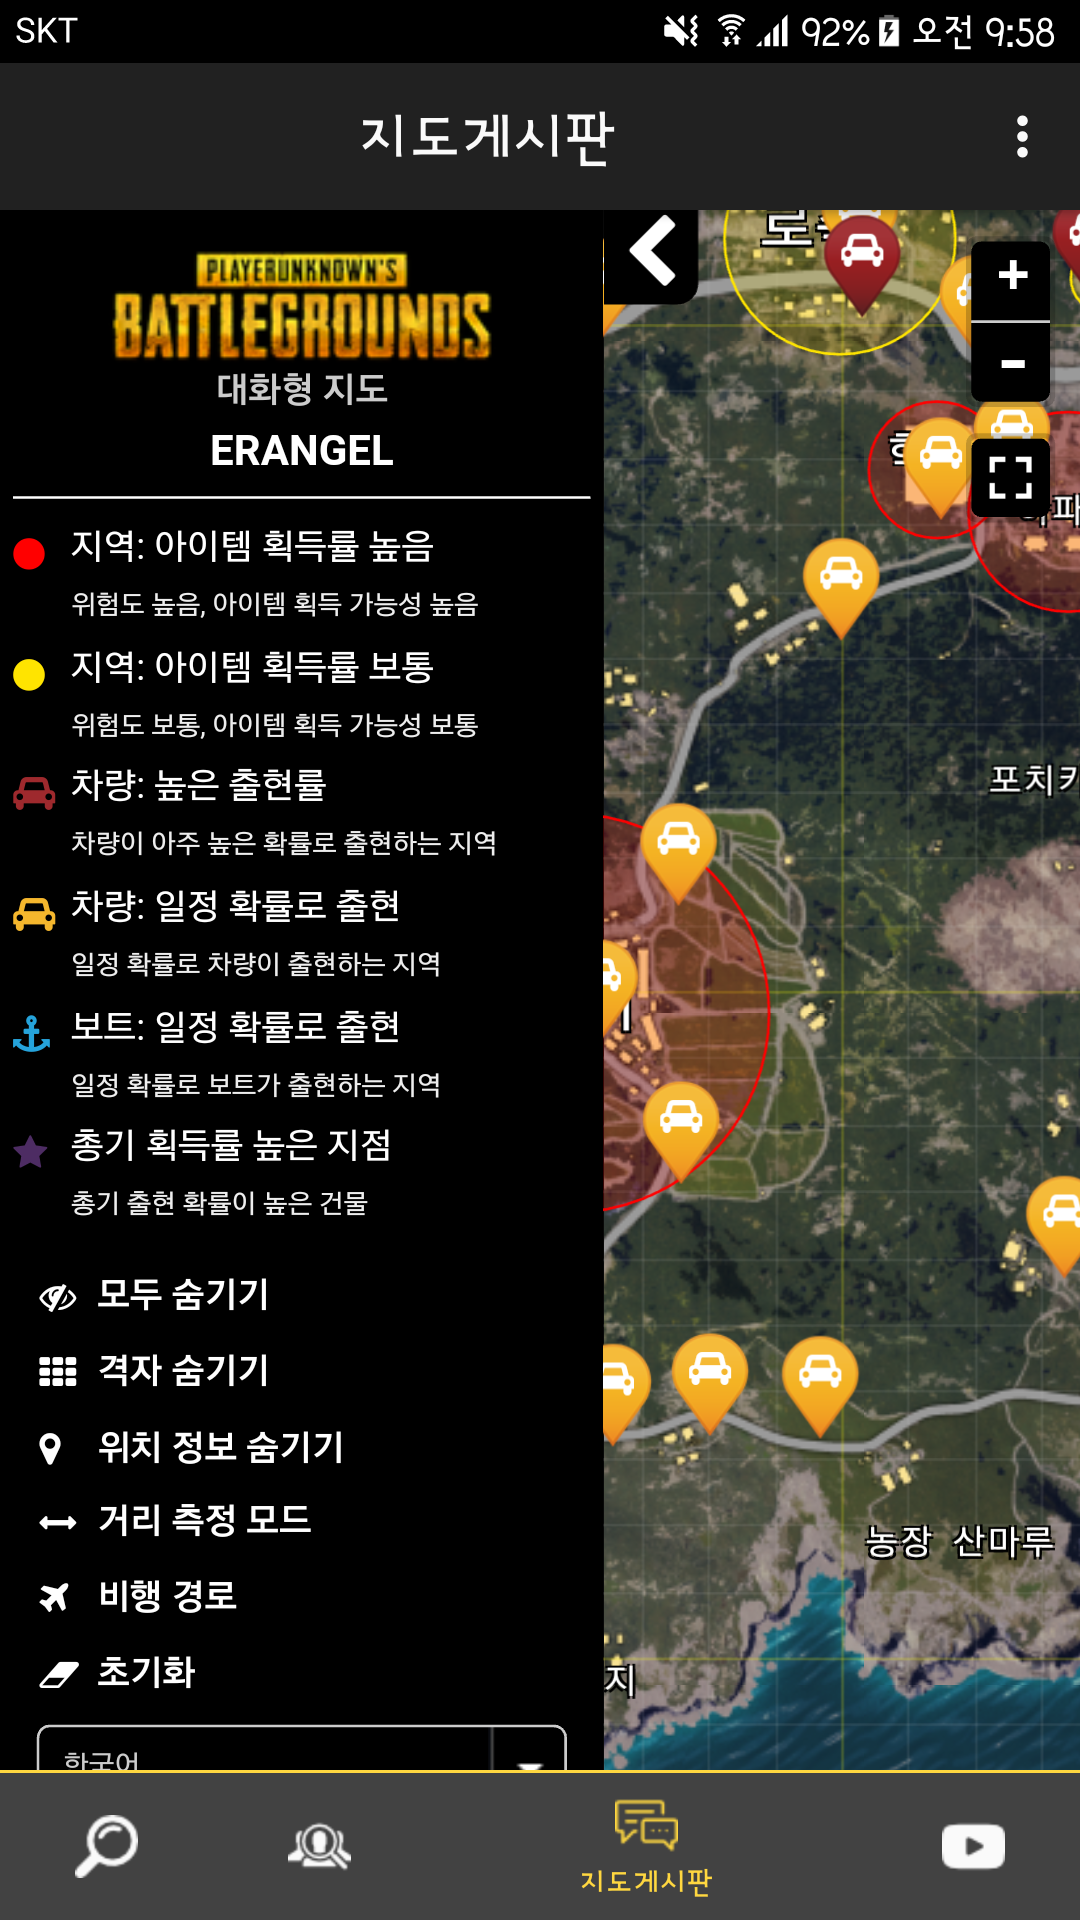 SKT
92%
오전 9:58
지도게시판
PLAYERUNKNOWN'S
BATTLEGROUNDS
대화형 지도
ERANGEL
지역: 아이템 획득률 높음
위험도 높음, 아이템 획득 가능성 높음
지역: 아이템 획득률 보통
위험도 보통, 아이템 획득 가능성 보통
차량: 높은 출현률
차량이 아주 높은 확률로 출현하는 지역
차량: 일정 확률로 출현
일정 확률로 차량이 출현하는 지역
보트: 일정 확률로 출현
일정 확률로 보트가 출현하는 지역
총기 획득률 높은 지점
총기 출현 확률이 높은 건물
모두 숨기기
격자 숨기기
위치 정보 숨기기
거리 측정 모드
비행 경로
초기화
한국어
+
-
포치키
농장 산마루
지
지도게시판